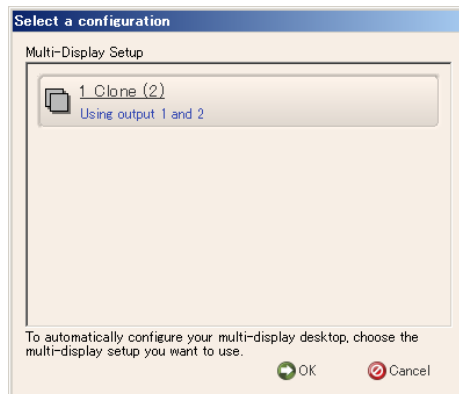 Select a configuration
Multi-Display Setup
1 Clone (2)
Using output 1 and 2
To automatically configure your multi-display desktop, choose the
multi-display setup you want to use.
OK Cancel